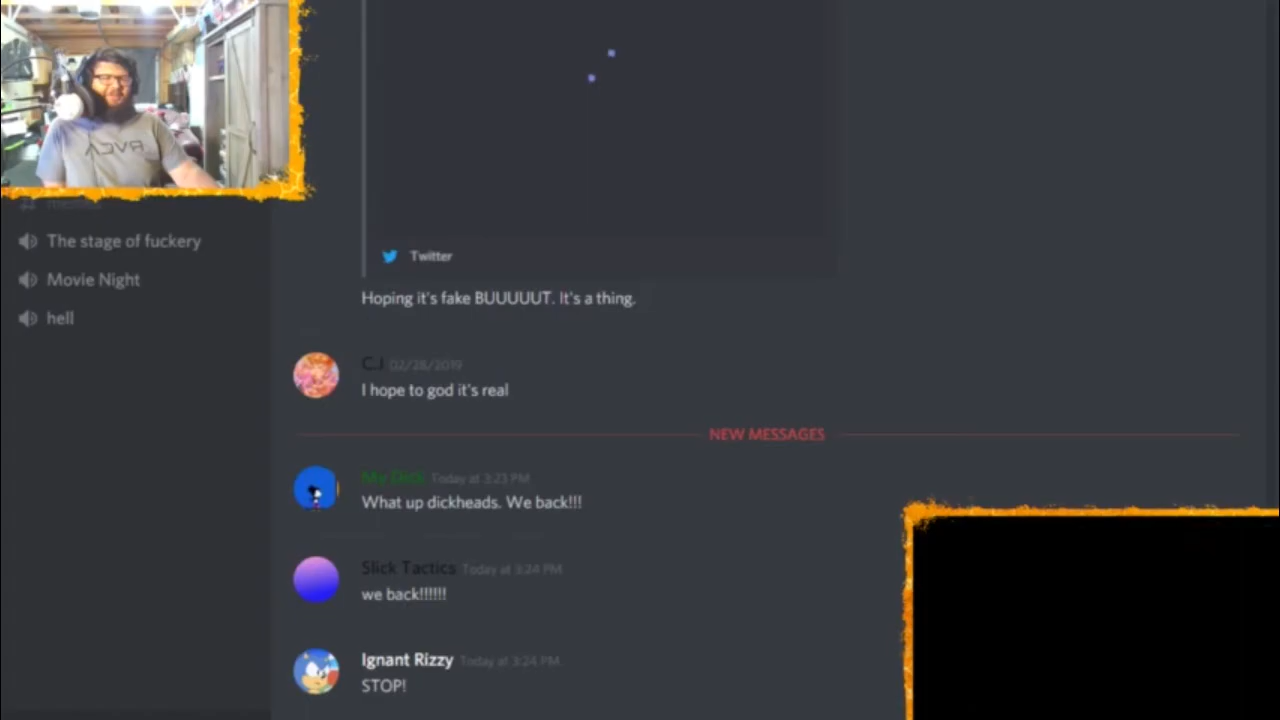 The stage of fuckery
Movie Night
hell
Twitter
Hoping it's fake BUUUUUT. It's a thing.
C.J 02/28/2019
I hope to god it's real
NEW MESSAGES
My Dick Today at 3:23 PM
What up dickheads. We back!!!
Slick Tactics Today at 3:24 PM
we back!!!!!!
Ignant Rizzy Today at 3:24 PM
STOP!